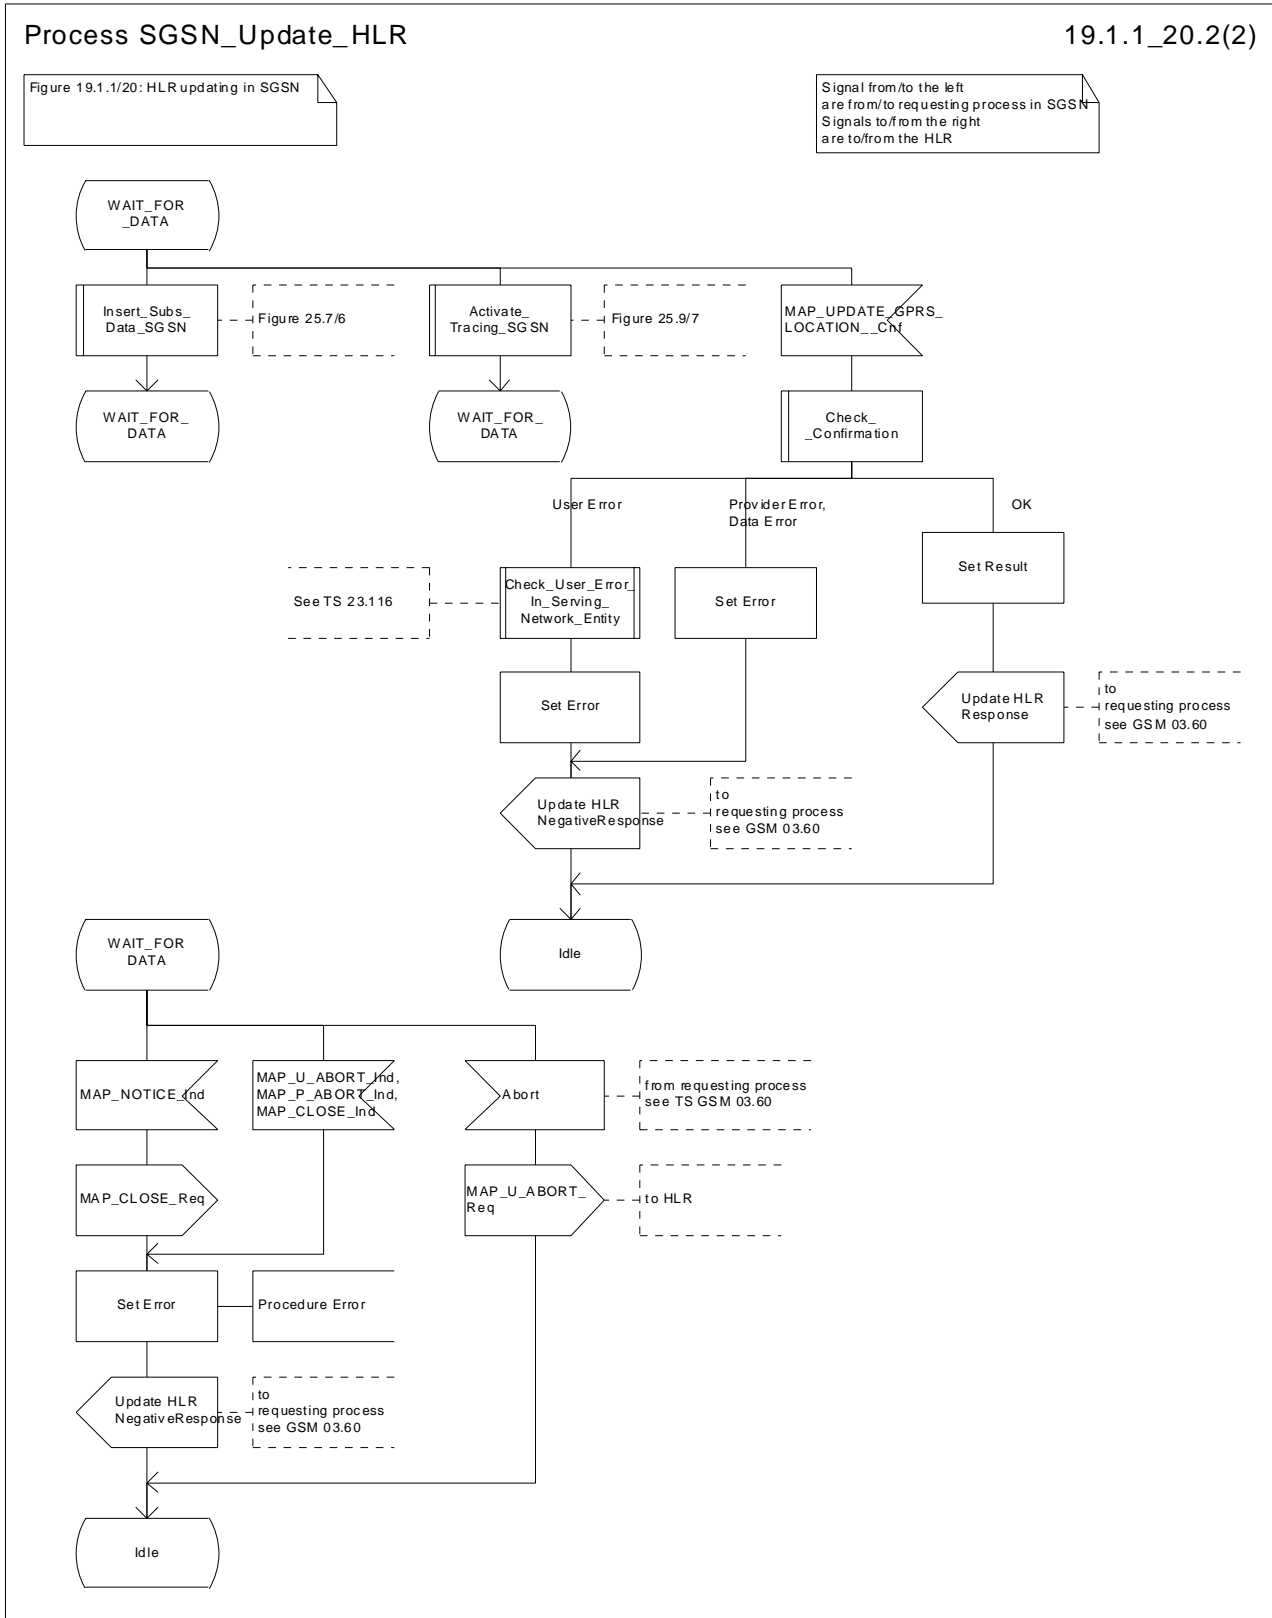 Process SGSN_Update_HLR
19.1.1_20.2(2)
Figure 19.1.1/20: HLR updating in SGSN
Signal from/to the left
are from/to requesting process in SGSN
Signals to/from the right
are to/from the HLR
WAIT_FOR
_DATA
Insert_Subs_
Data_SGSN
Figure 25.7/6
Activate_
Tracing_SGSN
Figure 25.9/7
MAP_UPDATE_GPRS_
LOCATION__Cnf
WAIT_FOR_
DATA
WAIT_FOR_
DATA
Check_
_Confirmation
User Error
Provider Error,
Data Error
OK
Set Result
See TS 23.116
Check_User_Error_
In_Serving_
Network_Entity
Set Error
Set Error
Update HLR
Response
to
requesting process
see GSM 03.60
Update HLR
NegativeResponse
to
requesting process
see GSM 03.60
WAIT_FOR
DATA
Idle
MAP_NOTICE_Ind
MAP_U_ABORT_Ind,
MAP_P_ABORT_Ind,
MAP_CLOSE_Ind
Abort
from requesting process
see TS GSM 03.60
MAP_CLOSE_Req
MAP_U_ABORT_
Req
to HLR
Set Error
Procedure Error
Update HLR
NegativeResponse
to
requesting process
see GSM 03.60
Idle